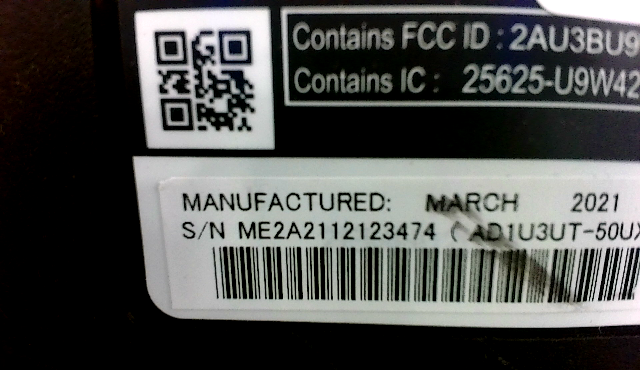 Contains FCC ID : 2AU3BU9
Contains IC : 25625-U9W42
MANUFACTURED: MARCH 2021
S/N ME2A2112123474 ( AD1U3UT-50UX